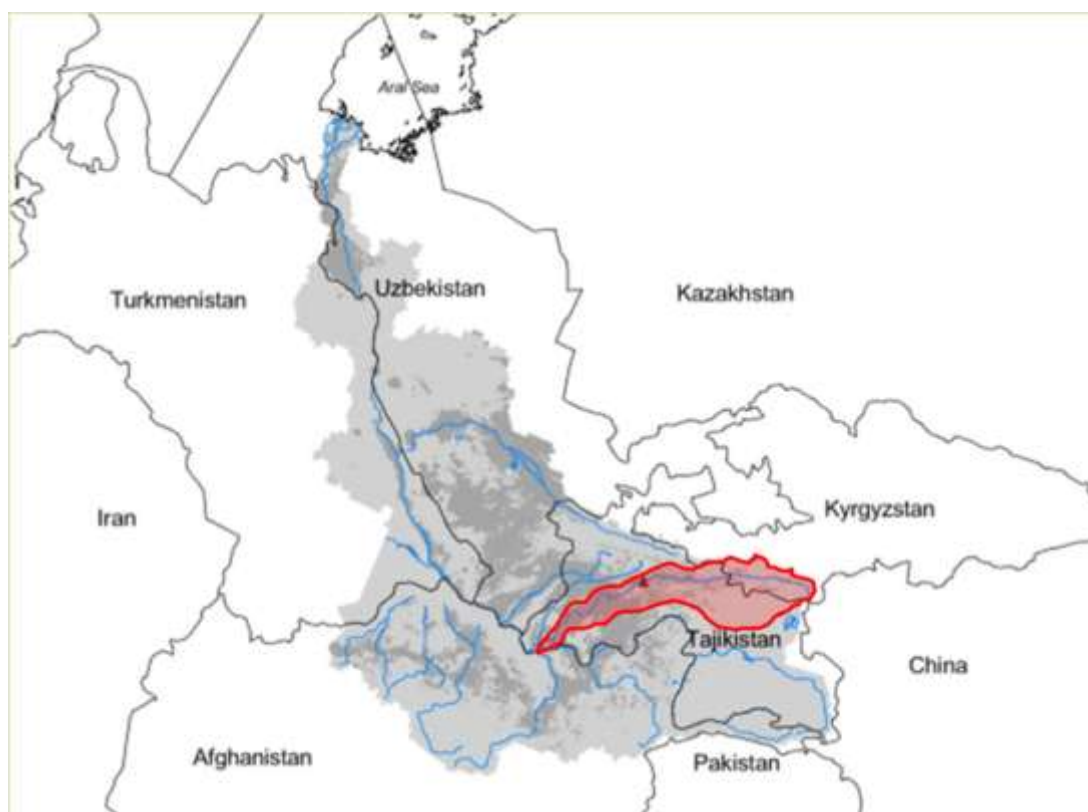 Aral Sea
Uzbekistan
Turkmenistan
Kazakhstan
Iran
Kyrgyzstan
Tajikistan
China
Afghanistan
Pakistan